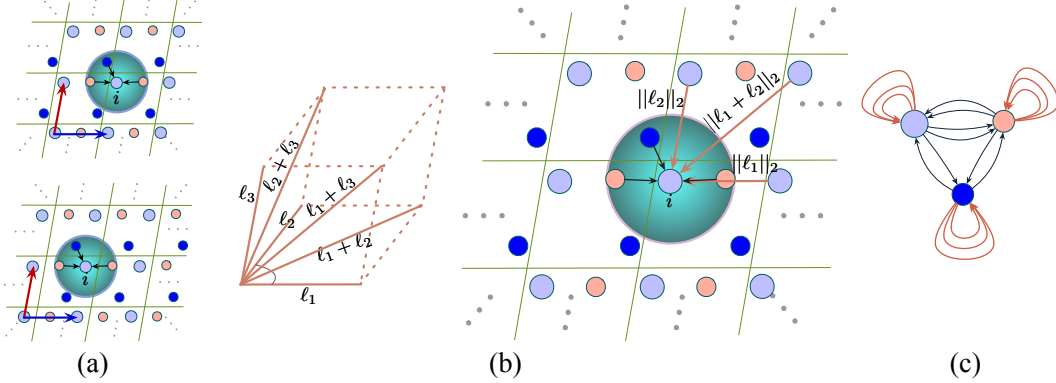 i
i
(a)
ℓ₂ + ℓ₃
ℓ₃
ℓ₁ + ℓ₃
ℓ₂
ℓ₁ + ℓ₂
ℓ₁
||ℓ₂||₂
||ℓ₁ + ℓ₂||₂
||ℓ₁||₂
i
(b)
(c)